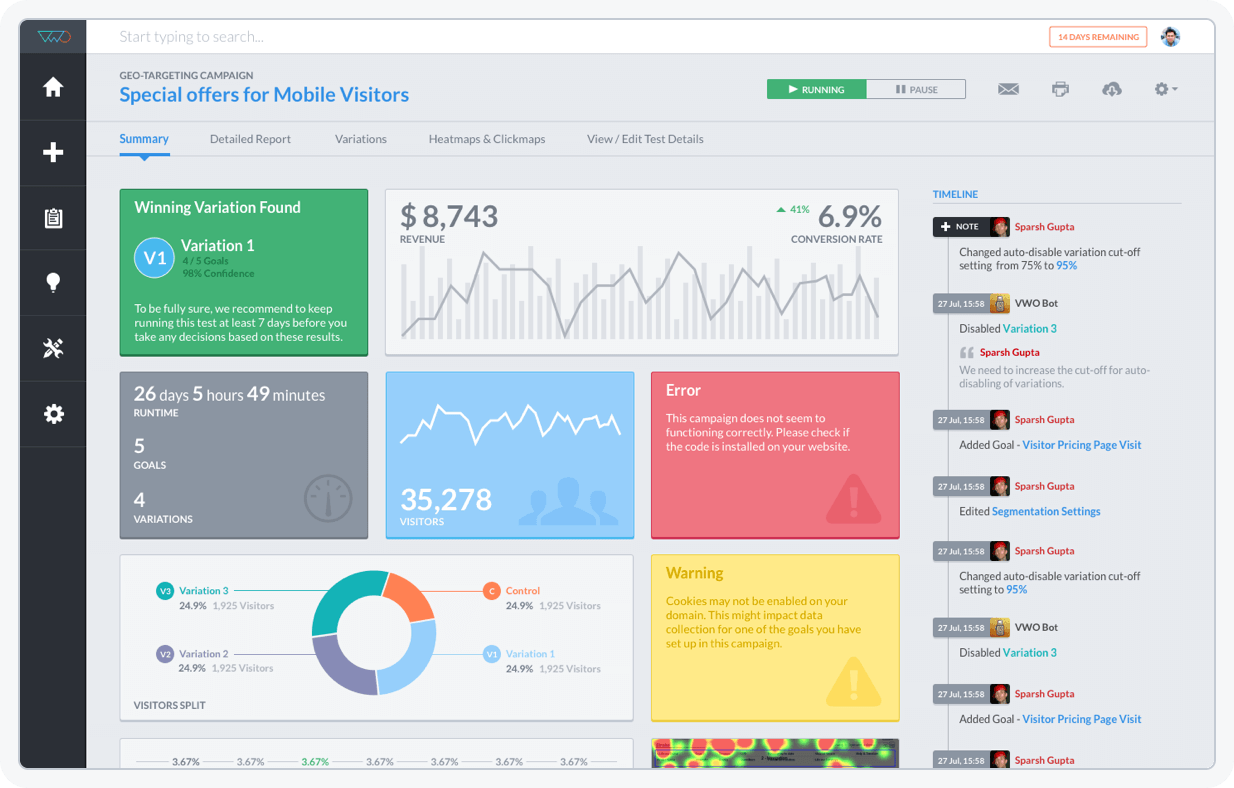 VWO
Start typing to search...
14 DAYS REMAINING
GEO-TARGETING CAMPAIGN
Special offers for Mobile Visitors
RUNNING
PAUSE
Summary
Detailed Report
Variations
Heatmaps & Clickmaps
View / Edit Test Details
Winning Variation Found
V1
Variation 1
4 / 5 Goals
98% Confidence
To be fully sure, we recommend to keep
running this test at least 7 days before you
take any decisions based on these results.
$ 8,743
REVENUE
41%
6.9%
CONVERSION RATE
26 days 5 hours 49 minutes
RUNTIME
5
GOALS
4
VARIATIONS
35,278
VISITORS
Error
This campaign does not seem to
functioning correctly. Please check if
the code is installed on your website.
V3 Variation 3
24.9% 1,925 Visitors
C Control
24.9% 1,925 Visitors
V2 Variation 2
24.9% 1,925 Visitors
V1 Variation 1
24.9% 1,925 Visitors
VISITORS SPLIT
Warning
Cookies may not be enabled on your
domain. This might impact data
collection for one of the goals you have
set up in this campaign.
3.67% 3.67% 3.67% 3.67% 3.67% 3.67% 3.67%
TIMELINE
NOTE Sparsh Gupta
Changed auto-disable variation cut-off
setting from 75% to 95%
27 Jul, 15:58 VWO Bot
Disabled Variation 3
Sparsh Gupta
We need to increase the cut-off for auto-
disabling of variations.
27 Jul, 15:58 Sparsh Gupta
Added Goal - Visitor Pricing Page Visit
27 Jul, 15:58 Sparsh Gupta
Edited Segmentation Settings
27 Jul, 15:58 Sparsh Gupta
Changed auto-disable variation cut-off
setting to 95%
27 Jul, 15:58 VWO Bot
Disabled Variation 3
27 Jul, 15:58 Sparsh Gupta
Added Goal - Visitor Pricing Page Visit
27 Jul, 15:58 Sparsh Gupta